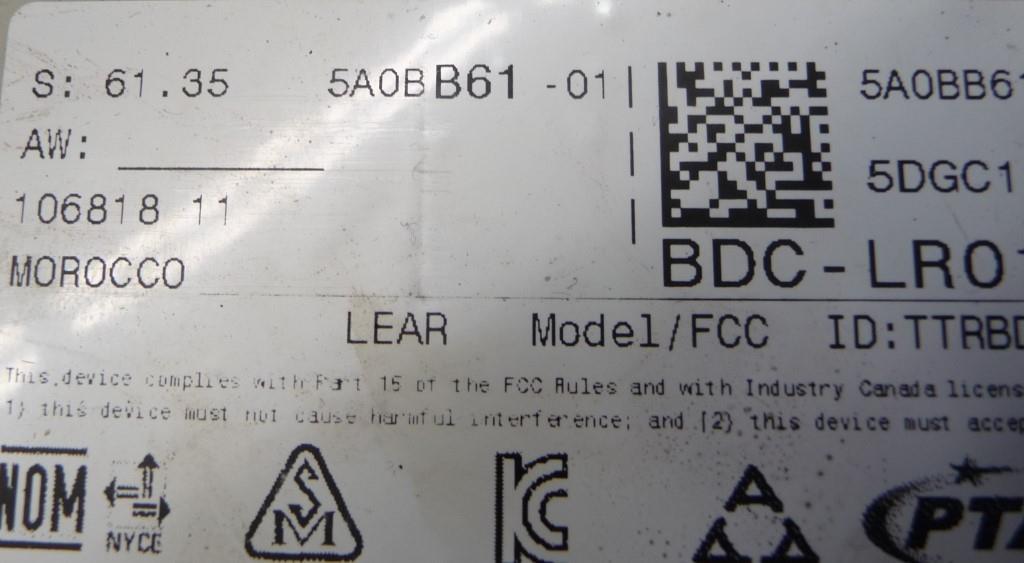 S: 61.35 5A0BB61 -01 5A0BB61
AW:
5DGC1
106818 11
MOROCCO
BDC-LR01
LEAR Model/FCC ID:TTRBD
This device complies with Part 15 of the FCC Rules and with Industry Canada licens
1) this device must not cause harmful interference; and (2) this device must accep
NOM
NYCE
S
M
KC
A
A A
PTA